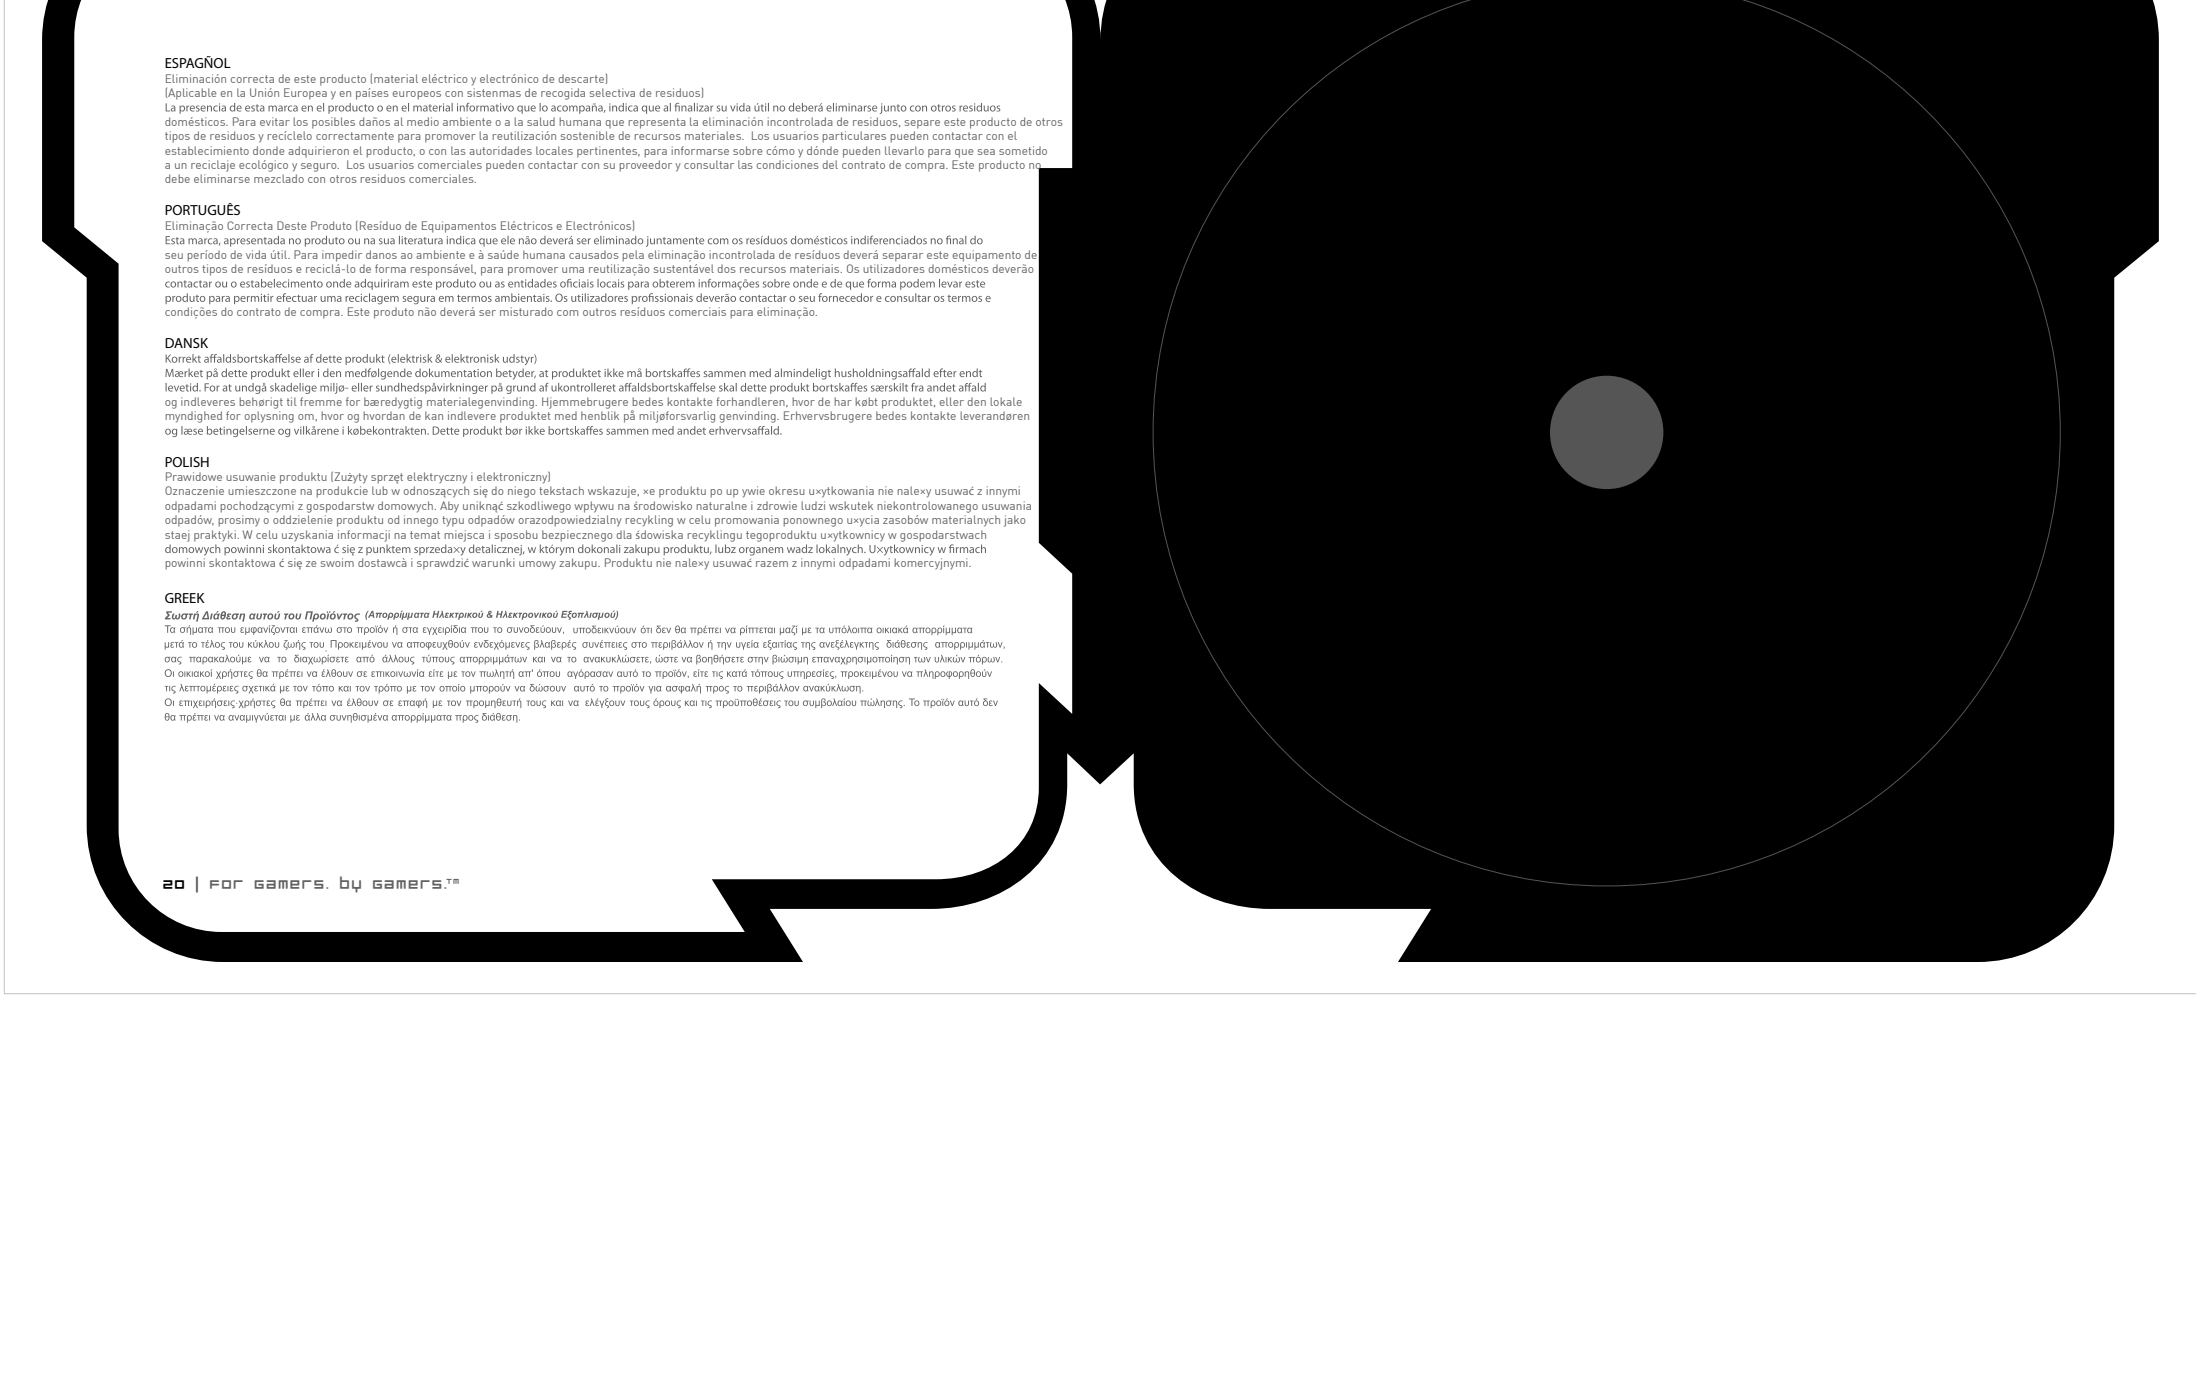 ESPAGÑOL
Eliminación correcta de este producto (material eléctrico y electrónico de descarte)
(Aplicable en la Unión Europea y en países europeos con sistenmas de recogida selectiva de residuos)
La presencia de esta marca en el producto o en el material informativo que lo acompaña, indica que al finalizar su vida útil no deberá eliminarse junto con otros residuos
domésticos. Para evitar los posibles daños al medio ambiente o a la salud humana que representa la eliminación incontrolada de residuos, separe este producto de otros
tipos de residuos y recíclelo correctamente para promover la reutilización sostenible de recursos materiales. Los usuarios particulares pueden contactar con el
establecimiento donde adquirieron el producto, o con las autoridades locales pertinentes, para informarse sobre cómo y dónde pueden llevarlo para que sea sometido
a un reciclaje ecológico y seguro. Los usuarios comerciales pueden contactar con su proveedor y consultar las condiciones del contrato de compra. Este producto no
debe eliminarse mezclado con otros residuos comerciales.
PORTUGUÊS
Eliminação Correcta Deste Produto (Resíduo de Equipamentos Eléctricos e Electrónicos)
Esta marca, apresentada no produto ou na sua literatura indica que ele não deverá ser eliminado juntamente com os resíduos domésticos indiferenciados no final do
seu período de vida útil. Para impedir danos ao ambiente e à saúde humana causados pela eliminação incontrolada de resíduos deverá separar este equipamento de
outros tipos de resíduos e reciclá-lo de forma responsável, para promover uma reutilização sustentável dos recursos materiais. Os utilizadores domésticos deverão
contactar ou o estabelecimento onde adquiriram este produto ou as entidades oficiais locais para obterem informações sobre onde e de que forma podem levar este
produto para permitir efectuar uma reciclagem segura em termos ambientais. Os utilizadores profissionais deverão contactar o seu fornecedor e consultar os termos e
condições do contrato de compra. Este produto não deverá ser misturado com outros resíduos comerciais para eliminação.
DANSK
Korrekt affaldsbortskaffelse af dette produkt (elektrisk & elektronisk udstyr)
Mærket på dette produkt eller i den medfølgende dokumentation betyder, at produktet ikke må bortskaffes sammen med almindeligt husholdningsaffald efter endt
levetid. For at undgå skadelige miljø- eller sundhedspåvirkninger på grund af ukontrolleret affaldsbortskaffelse skal dette produkt bortskaffes særskilt fra andet affald
og indleveres behørigt til fremme for bæredygtig materialegenvinding. Hjemmebrugere bedes kontakte forhandleren, hvor de har købt produktet, eller den lokale
myndighed for oplysning om, hvor og hvordan de kan indlevere produktet med henblik på miljøforsvarlig genvinding. Erhvervsbrugere bedes kontakte leverandøren
og læse betingelserne og vilkårene i købekontrakten. Dette produkt bør ikke bortskaffes sammen med andet erhvervsaffald.
POLISH
Prawidowe usuwanie produktu (Zużyty sprzęt elektryczny i elektroniczny)
Oznaczenie umieszczone na produkcie lub w odnoszących się do niego tekstach wskazuje, ×e produktu po up ywie okresu u×ytkowania nie nale×y usuwać z innymi
odpadami pochodzącymi z gospodarstw domowych. Aby uniknąć szkodliwego wpływu na środowisko naturalne i zdrowie ludzi wskutek niekontrolowanego usuwania
odpadów, prosimy o oddzielenie produktu od innego typu odpadów orazodpowiedzialny recykling w celu promowania ponownego u×ycia zasobów materialnych jako
staej praktyki. W celu uzyskania informacji na temat miejsca i sposobu bezpiecznego dla śdowiska recyklingu tegoproduktu u×ytkownicy w gospodarstwach
domowych powinni skontaktowa ć się z punktem sprzeda×y detalicznej, w którym dokonali zakupu produktu, lubz organem wadz lokalnych. U×ytkownicy w firmach
powinni skontaktowa ć się ze swoim dostawcà i sprawdzić warunki umowy zakupu. Produktu nie nale×y usuwać razem z innymi odpadami komercyjnymi.
GREEK
Σωστή Διάθεση αυτού του Προϊόντος (Απορρίμματα Ηλεκτρικού & Ηλεκτρονικού Εξοπλισμού)
Τα σήματα που εμφανίζονται επάνω στο προϊόν ή στα εγχειρίδια που το συνοδεύουν, υποδεικνύουν ότι δεν θα πρέπει να ρίπτεται μαζί με τα υπόλοιπα οικιακά απορρίμματα
μετά το τέλος του κύκλου ζωής του. Προκειμένου να αποφευχθούν ενδεχόμενες βλαβερές συνέπειες στο περιβάλλον ή την υγεία εξαιτίας της ανεξέλεγκτης διάθεσης απορριμμάτων,
σας παρακαλούμε να το διαχωρίσετε από άλλους τύπους απορριμμάτων και να το ανακυκλώσετε, ώστε να βοηθήσετε στην βιώσιμη επαναχρησιμοποίηση των υλικών πόρων.
Οι οικιακοί χρήστες θα πρέπει να έλθουν σε επικοινωνία είτε με τον πωλητή απ' όπου αγόρασαν αυτό το προϊόν, είτε τις κατά τόπους υπηρεσίες, προκειμένου να πληροφορηθούν
τις λεπτομέρειες σχετικά με τον τόπο και τον τρόπο με τον οποίο μπορούν να δώσουν αυτό το προϊόν για ασφαλή προς το περιβάλλον ανακύκλωση.
Οι επιχειρήσεις-χρήστες θα πρέπει να έλθουν σε επαφή με τον προμηθευτή τους και να ελέγξουν τους όρους και τις προϋποθέσεις του συμβολαίου πώλησης. Το προϊόν αυτό δεν
θα πρέπει να αναμιγνύεται με άλλα συνηθισμένα απορρίμματα προς διάθεση.
20 | For Gamers. by Gamers.™